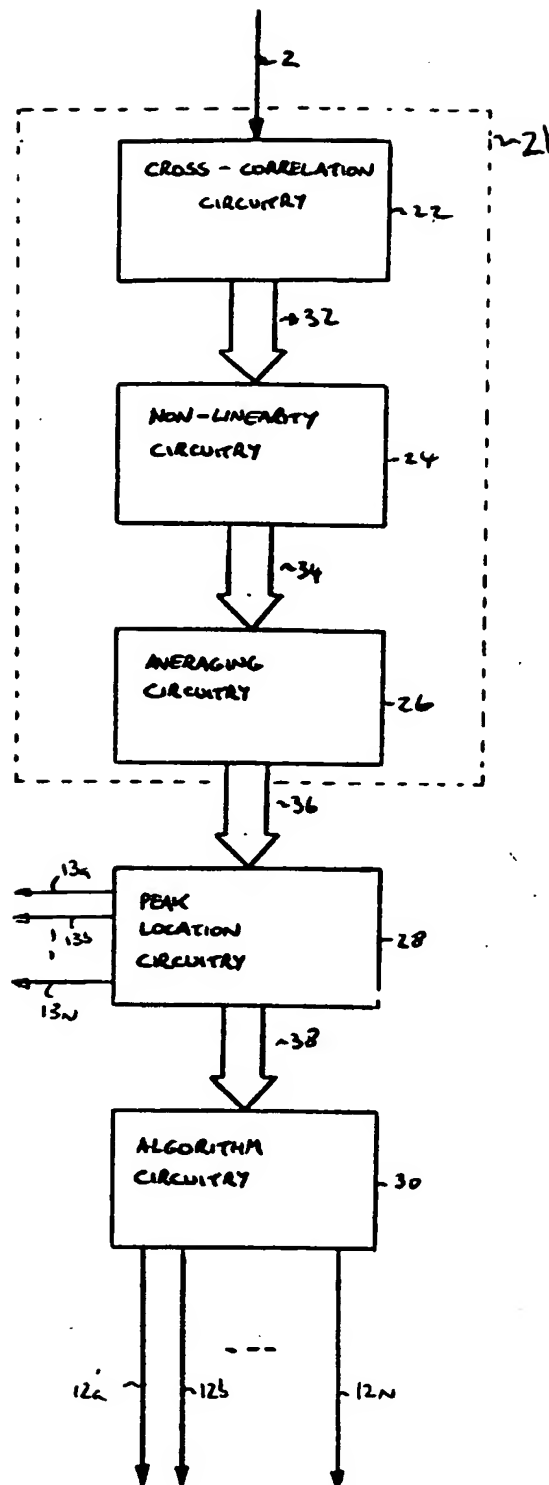 2
21
CROSS-CORRELATION
CIRCUITRY
22
32
NON-LINEARITY
CIRCUITRY
24
34
AVERAGING
CIRCUITRY
26
36
13a
13b
13N
PEAK
LOCATION
CIRCUITRY
28
38
ALGORITHM
CIRCUITRY
30
12a
12b
12N